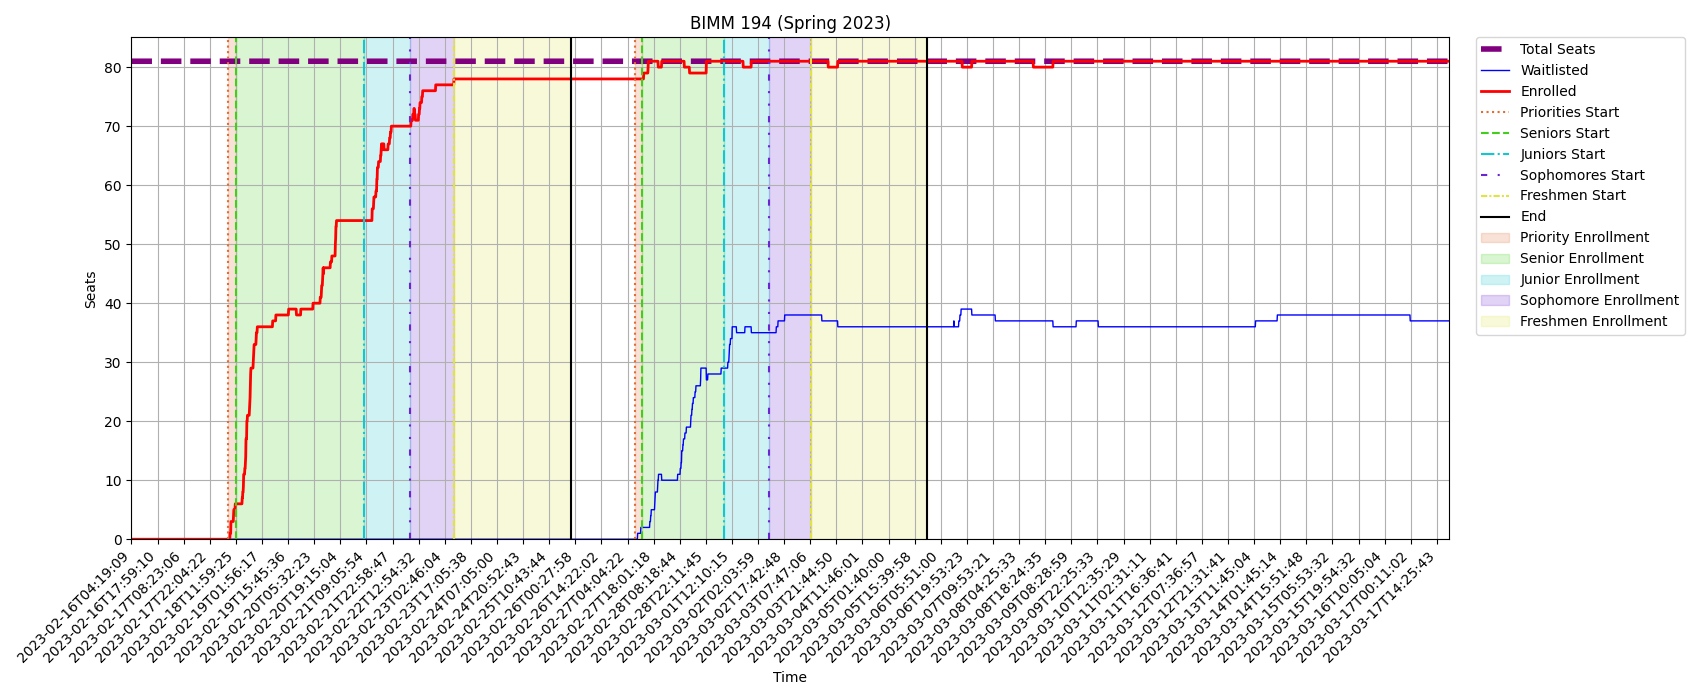 BIMM 194 (Spring 2023)
Seats
80
70
60
50
40
30
20
10
0
2023-02-16T04:19:09
2023-02-16T17:59:10
2023-02-17T08:23:06
2023-02-17T22:04:22
2023-02-18T11:59:25
2023-02-19T01:56:17
2023-02-19T15:45:36
2023-02-20T05:32:23
2023-02-20T19:15:04
2023-02-21T09:05:54
2023-02-21T22:58:47
2023-02-22T12:54:32
2023-02-23T02:46:04
2023-02-23T17:05:38
2023-02-24T07:05:00
2023-02-24T20:52:43
2023-02-25T10:43:44
2023-02-26T00:27:58
2023-02-26T14:22:02
2023-02-27T04:04:22
2023-02-27T18:01:18
2023-02-28T08:18:44
2023-02-28T22:11:45
2023-03-01T12:10:15
2023-03-02T02:03:59
2023-03-02T17:42:48
2023-03-03T07:47:06
2023-03-03T21:44:50
2023-03-04T11:46:01
2023-03-05T01:40:00
2023-03-05T15:39:58
2023-03-06T05:51:00
2023-03-06T19:53:23
2023-03-07T09:53:21
2023-03-08T04:25:33
2023-03-08T18:24:35
2023-03-09T08:28:59
2023-03-09T22:25:33
2023-03-10T12:35:29
2023-03-11T02:31:11
2023-03-11T16:36:41
2023-03-12T07:36:57
2023-03-12T21:31:41
2023-03-13T11:45:04
2023-03-14T01:45:14
2023-03-14T15:51:48
2023-03-15T05:53:32
2023-03-15T19:54:32
2023-03-16T10:05:04
2023-03-17T00:11:02
2023-03-17T14:25:43
Time
Total Seats
Waitlisted
Enrolled
Priorities Start
Seniors Start
Juniors Start
Sophomores Start
Freshmen Start
End
Priority Enrollment
Senior Enrollment
Junior Enrollment
Sophomore Enrollment
Freshmen Enrollment